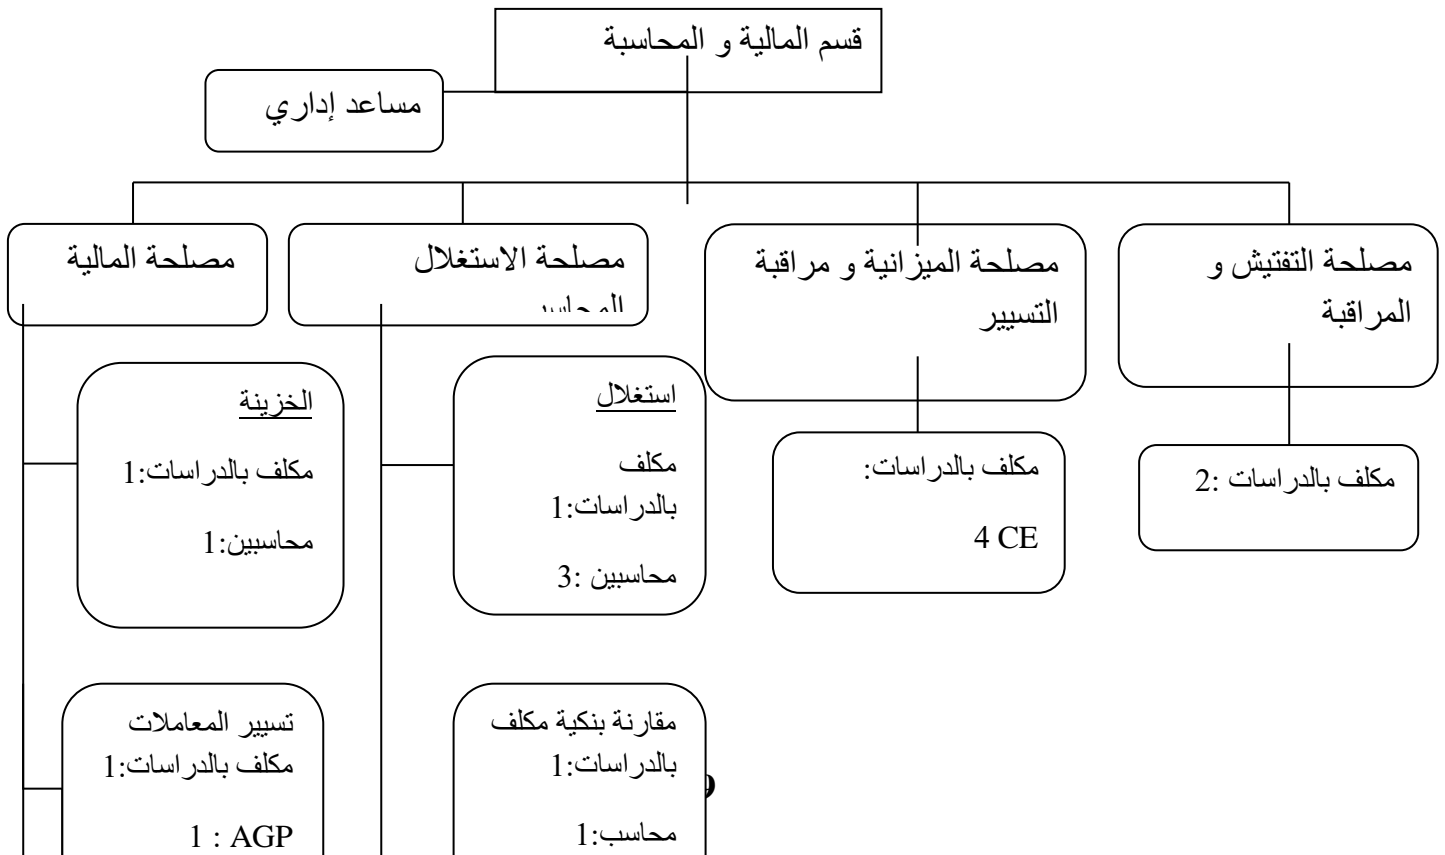 قسم المالية و المحاسبة
مساعد إداري
مصلحة التفتيش و
المراقبة
مصلحة الميزانية و مراقبة
التسيير
مصلحة الاستغلال
مصلحة المالية
مكلف بالدراسات :2
مكلف بالدراسات:
4 CE
استغلال
مكلف
بالدراسات:1
محاسبين :3
الخزينة
مكلف بالدراسات:1
محاسبين:1
مقارنة بنكية مكلف
بالدراسات:1
محاسب:1
تسيير المعاملات
مكلف بالدراسات:1
1 : AGP